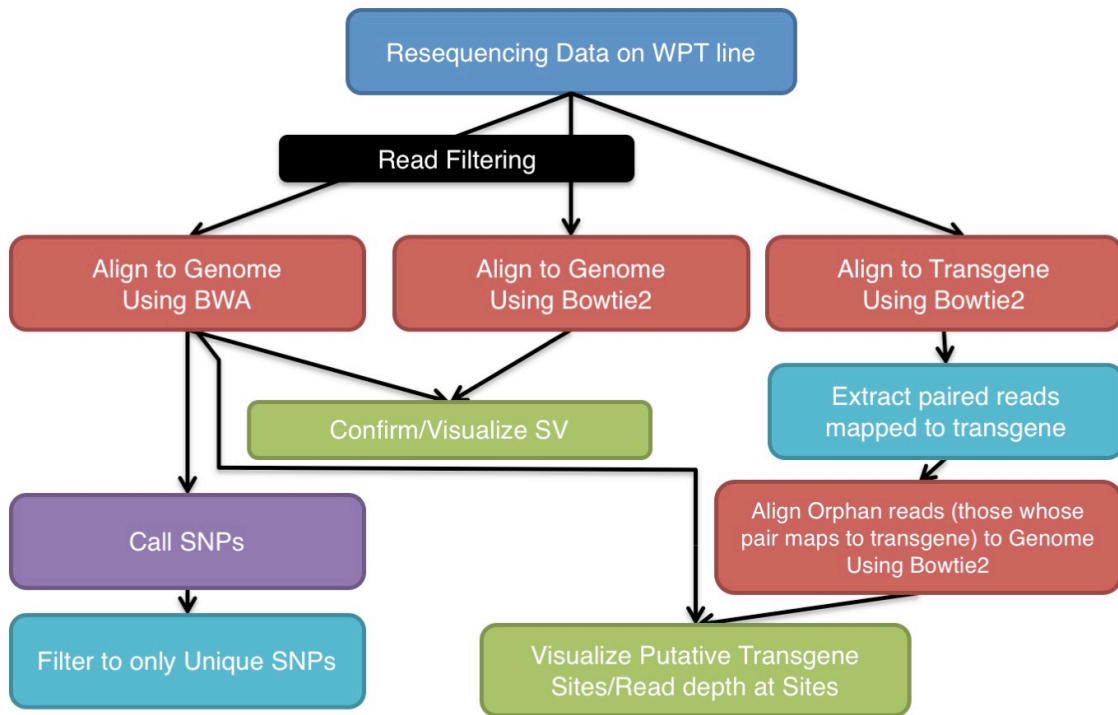 Resequencing Data on WPT line
Read Filtering
Align to Genome
Using BWA
Align to Genome
Using Bowtie2
Align to Transgene
Using Bowtie2
Extract paired reads
mapped to transgene
Confirm/Visualize SV
Call SNPs
Align Orphan reads (those whose
pair maps to transgene) to Genome
Using Bowtie2
Filter to only Unique SNPs
Visualize Putative Transgene
Sites/Read depth at Sites